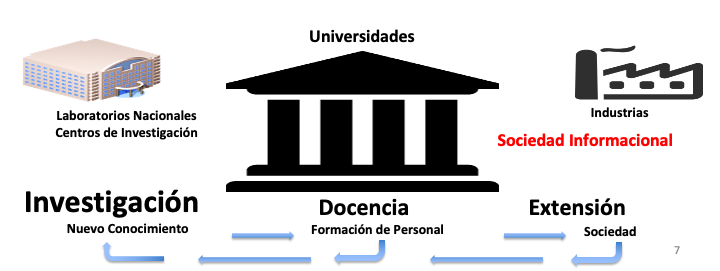 Universidades
Laboratorios Nacionales
Centros de Investigación
Industrias
Sociedad Informacional
Investigación
Docencia
Extensión
Nuevo Conocimiento
Formación de Personal
Sociedad
7